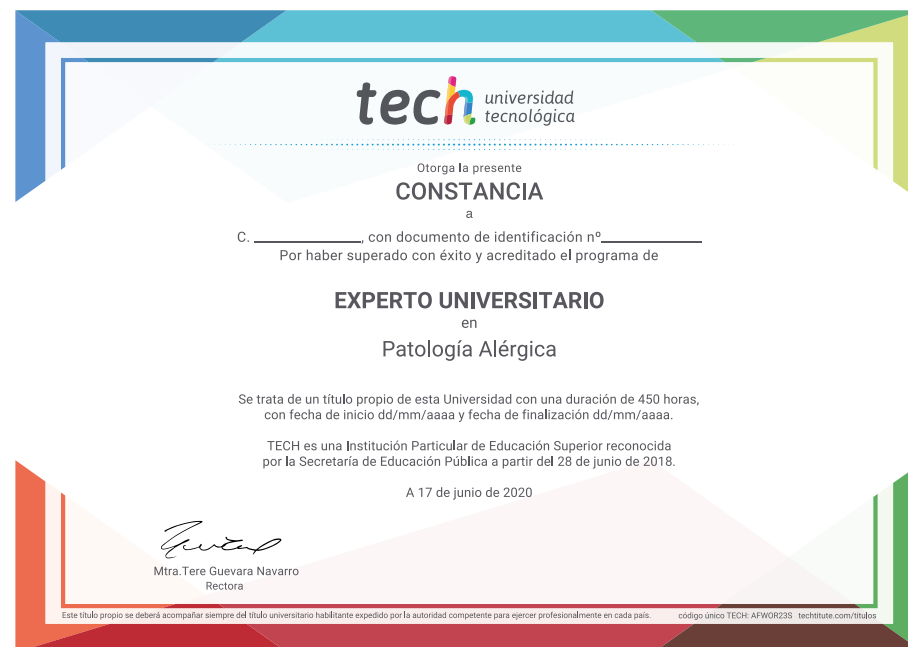 tech universidad
tecnológica
Otorga la presente
CONSTANCIA
a
C. ____________, con documento de identificación nº____________
Por haber superado con éxito y acreditado el programa de
EXPERTO UNIVERSITARIO
en
Patología Alérgica
Se trata de un título propio de esta Universidad con una duración de 450 horas,
con fecha de inicio dd/mm/aaaa y fecha de finalización dd/mm/aaaa.
TECH es una Institución Particular de Educación Superior reconocida
por la Secretaría de Educación Pública a partir del 28 de junio de 2018.
A 17 de junio de 2020
Mtra.Tere Guevara Navarro
Rectora
Este título propio se deberá acompañar siempre del título universitario habilitante expedido por la autoridad competente para ejercer profesionalmente en cada país. código único TECH: AFWOR23S techtitute.com/titulos